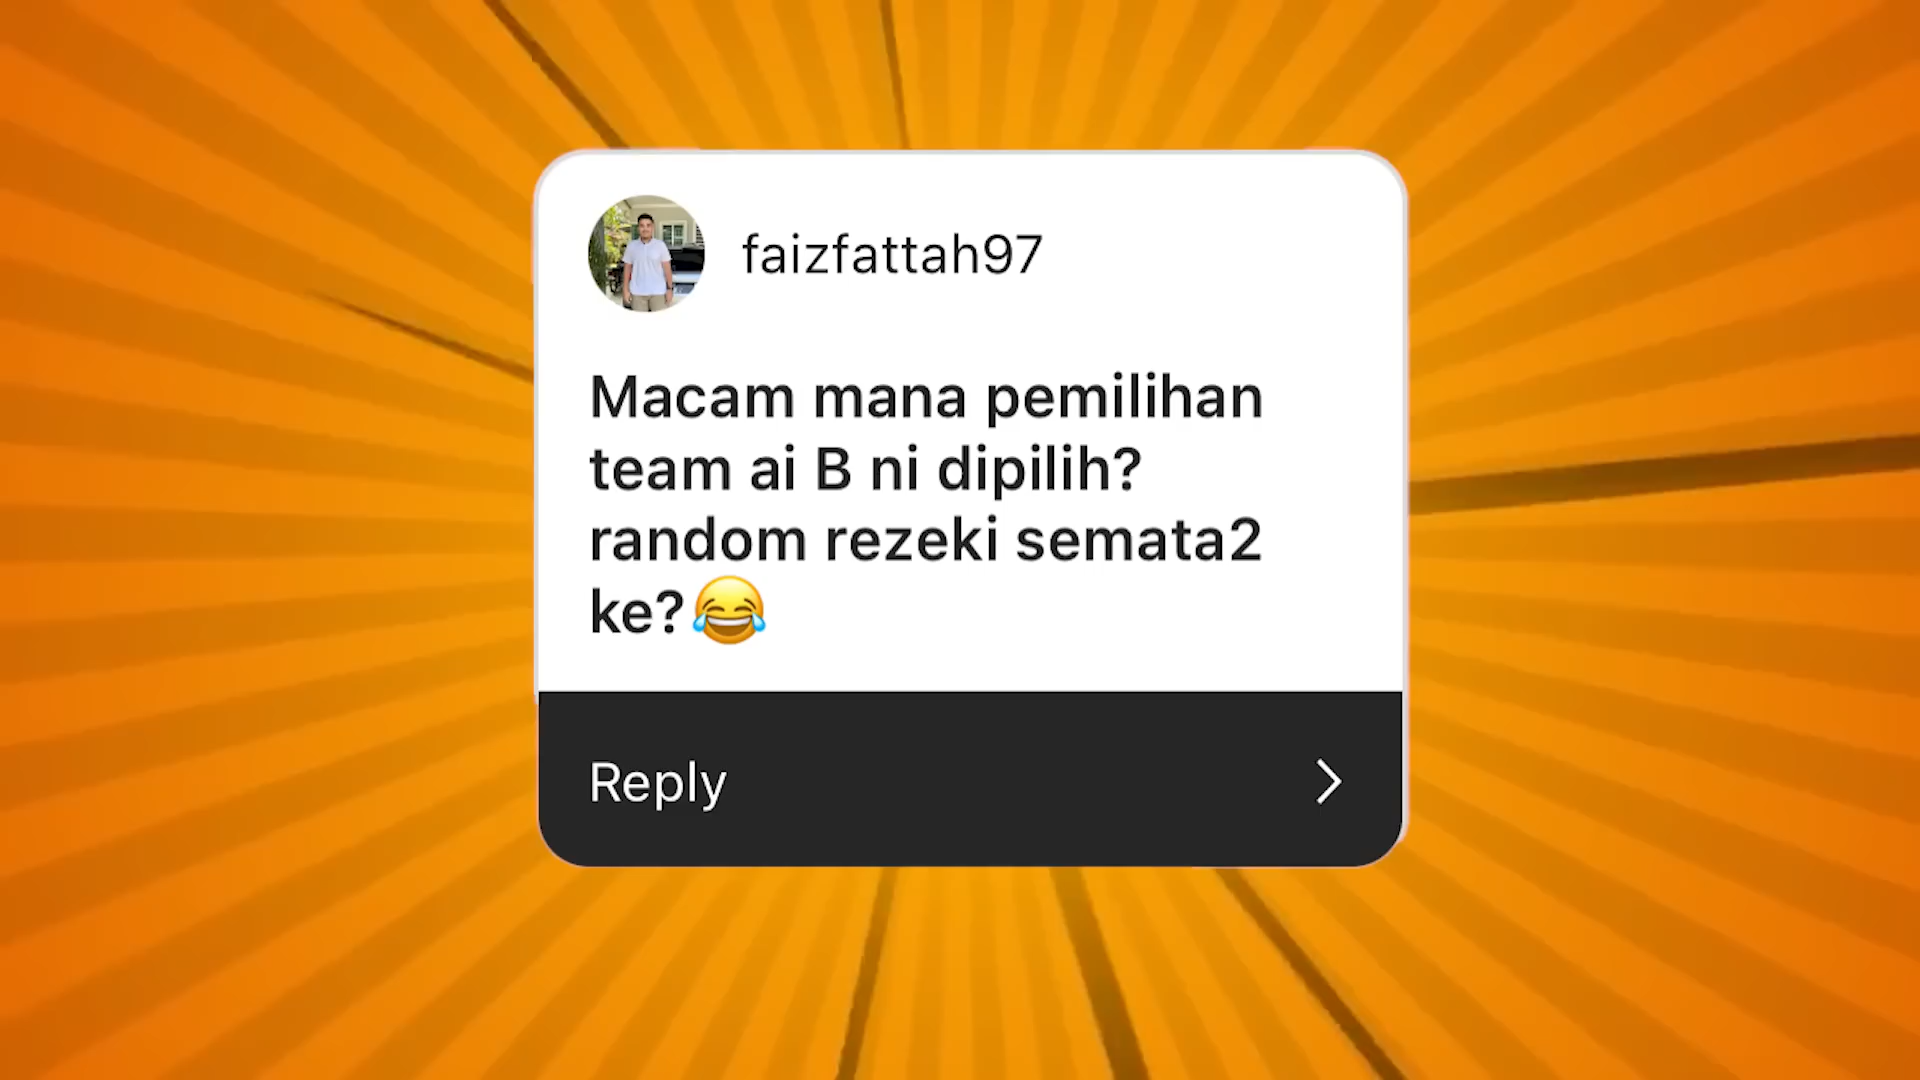 faizfattah97
Macam mana pemilihan
team ai B ni dipilih?
random rezeki semata2
ke?😂
Reply